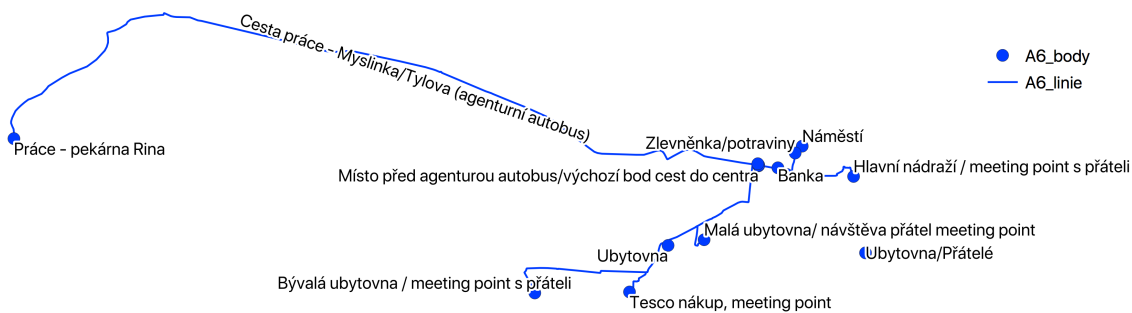 Cesta práce - Myslinka/Tylova (agenturní autobus)
A6_body
A6_linie
Práce - pekárna Rina
Zlevněnka/potraviny
Náměstí
Místo před agenturou autobus/výchozí bod cest do centra
Banka
Hlavní nádraží / meeting point s přáteli
Malá ubytovna/ návštěva přátel meeting point
Ubytovna
Ubytovna/Přátelé
Bývalá ubytovna / meeting point s přáteli
Tesco nákup, meeting point